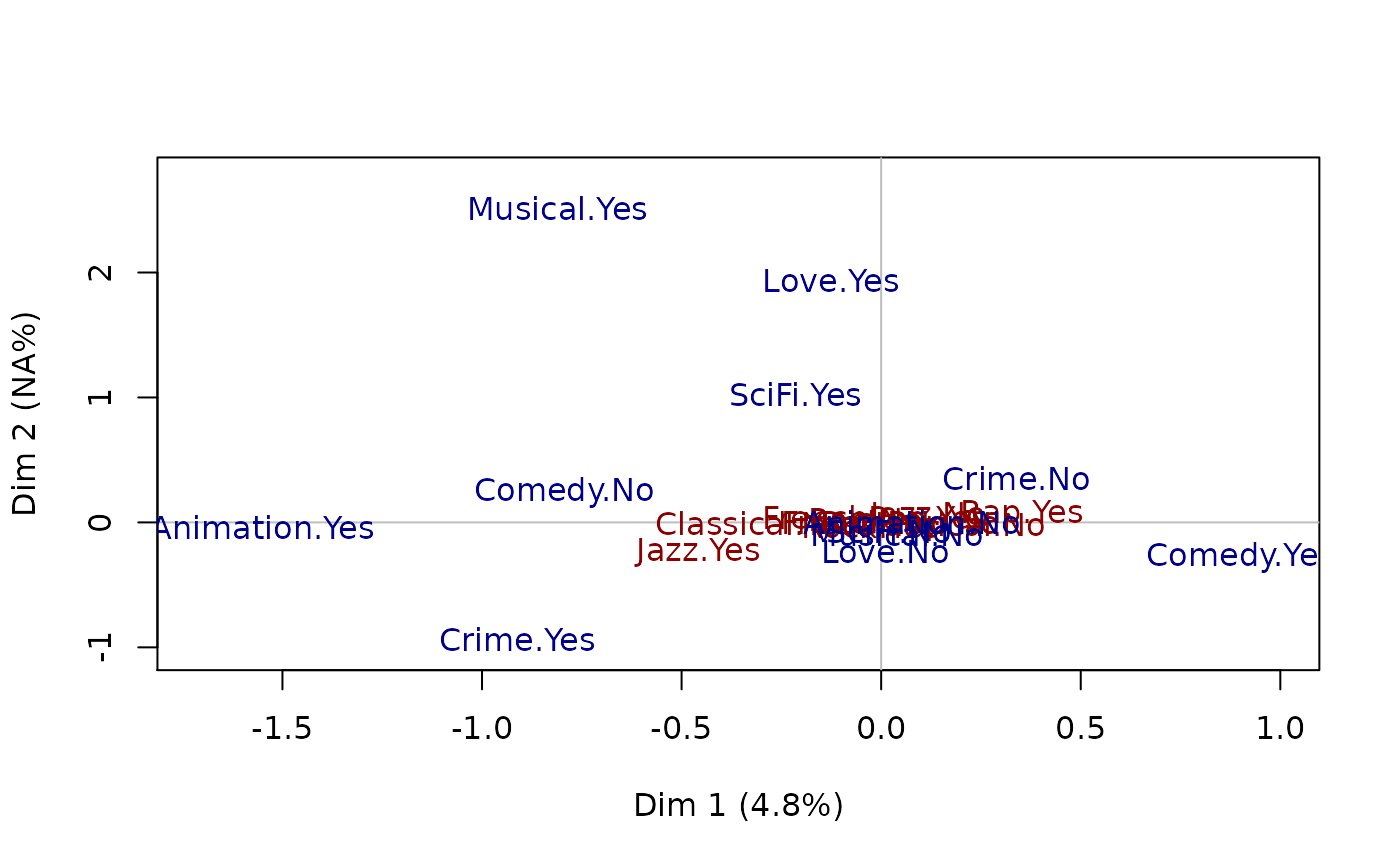 Musical.Yes
Love.Yes
SciFi.Yes
Crime.No
Comedy.No
Rap.Yes
Animation.Yes
Classical
Jazz.Yes
Musical.No
Love.No
Comedy.Ye
Crime.Yes
2
1
0
-1
Dim 2 (NA%)
-1.5 -1.0 -0.5 0.0 0.5 1.0
Dim 1 (4.8%)